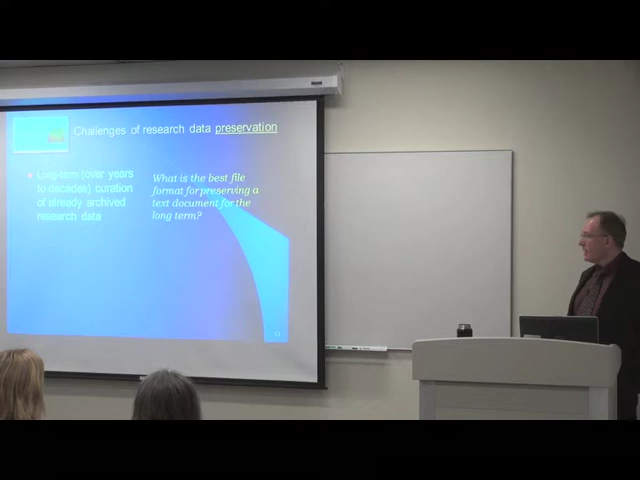 Challenges of research data preservation
Long-term (over years
to decades) curation
of already archived
research data
What is the best file
format for preserving a
text document for the
long term?